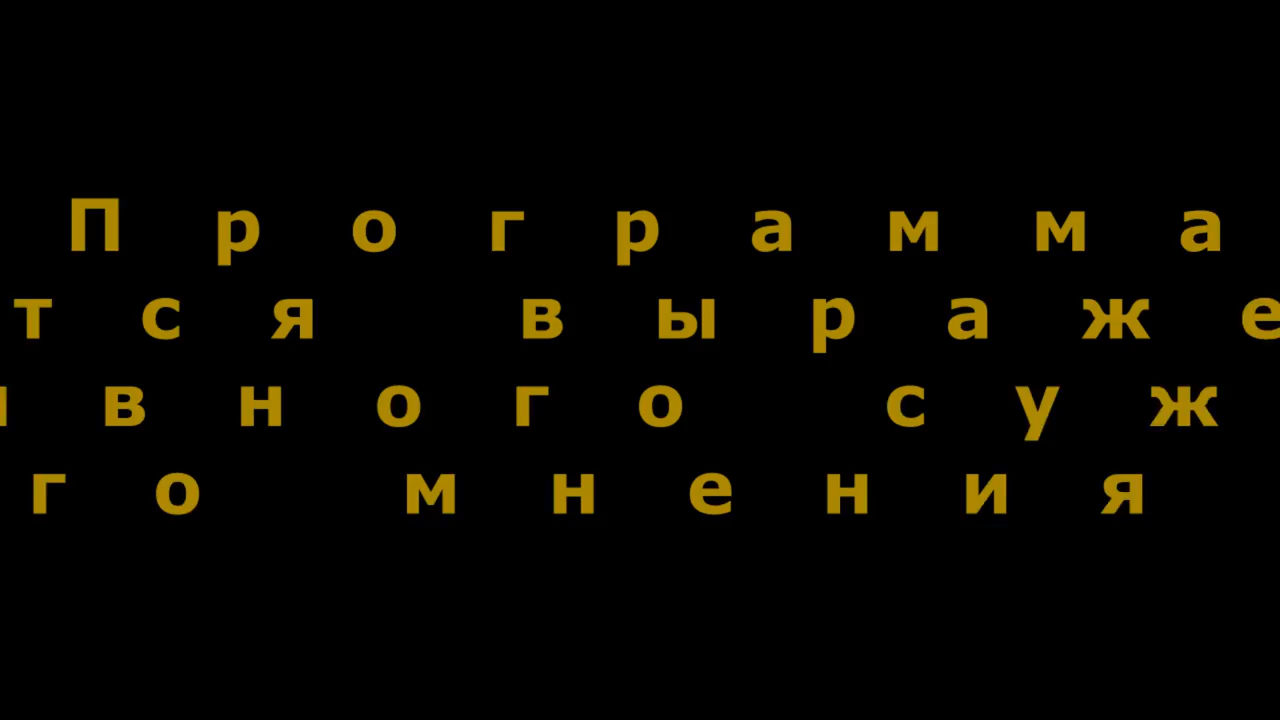 Программа
тся выраже
вного суж
го мнения